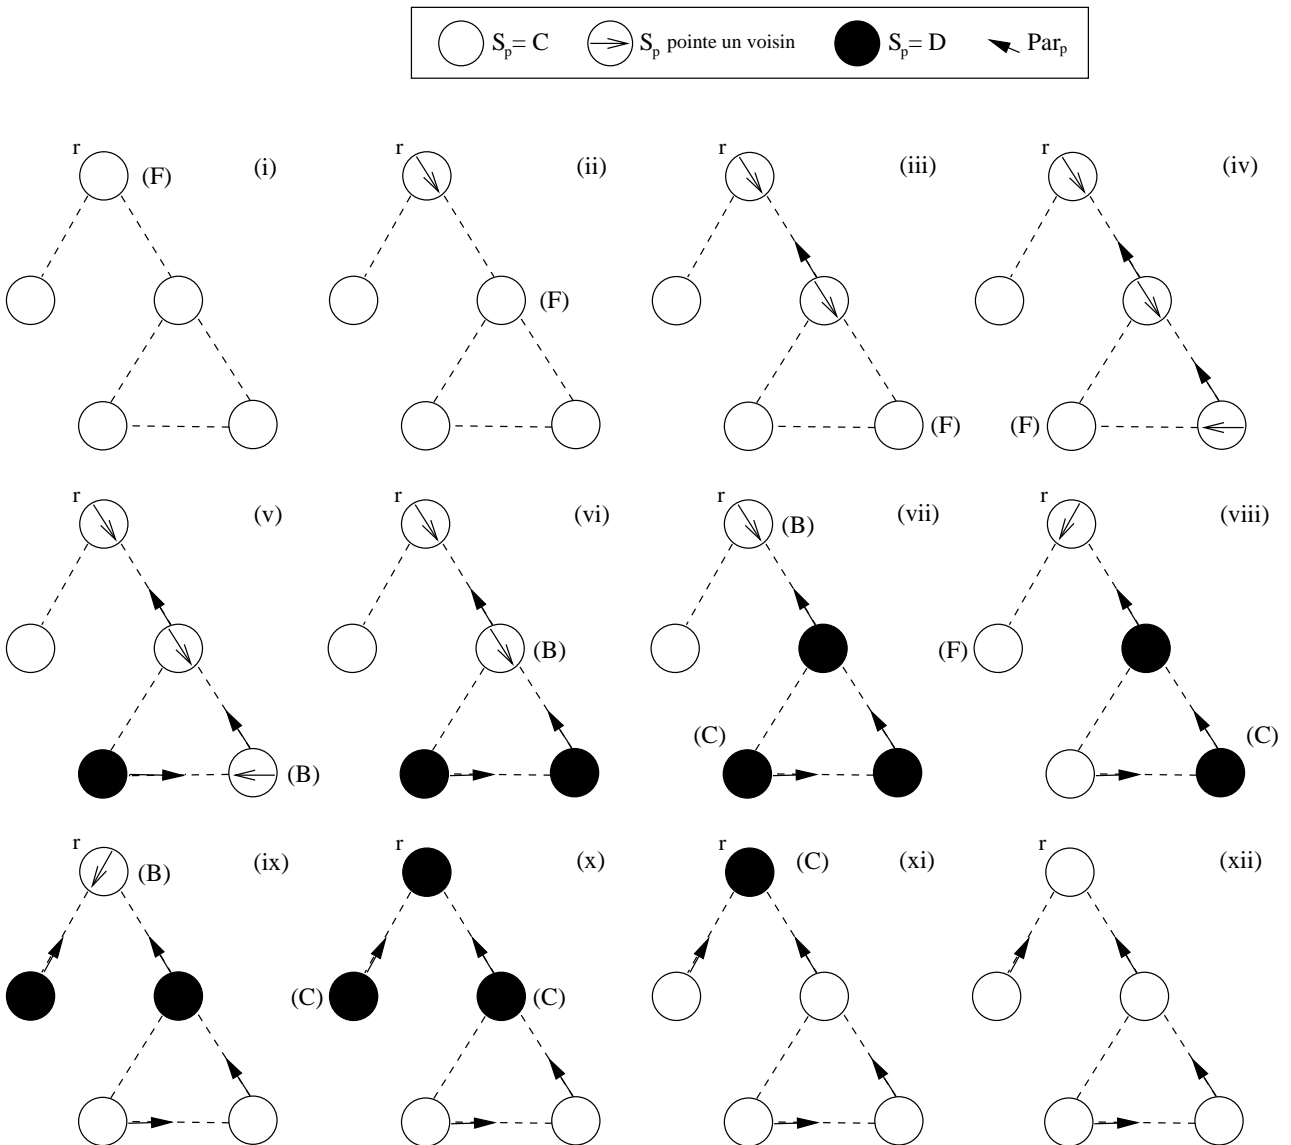 S_p= C S_p pointe un voisin S_p= D Par_p
r (F) (i) r (ii) r (iii) r (iv)
(F)
(F) (F)
r (v) r (vi) r (B) (vii) r (viii)
(B) (F)
(B) (C) (C)
r (B) (ix) r (x) r (C) (xi) r (xii)
(C) (C)